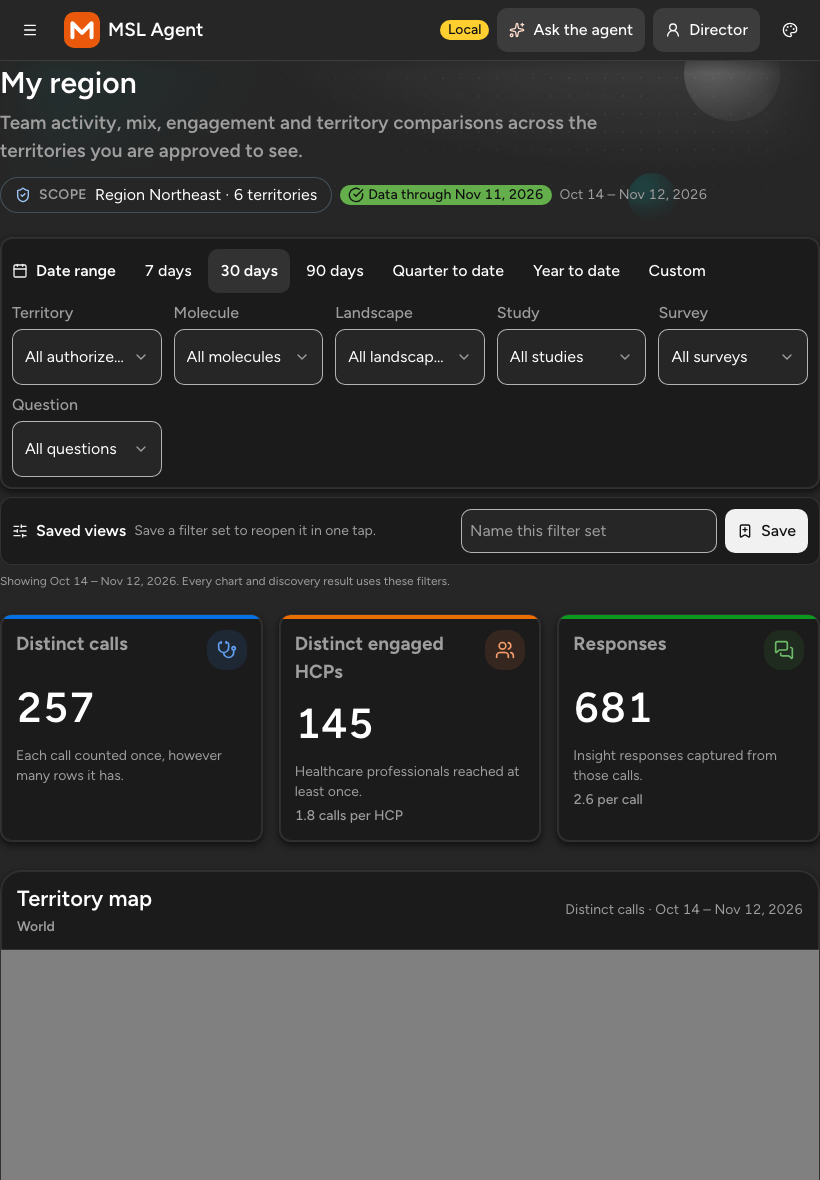 MSL Agent
Local
Ask the agent
Director
My region
Team activity, mix, engagement and territory comparisons across the
territories you are approved to see.
SCOPE Region Northeast · 6 territories
Data through Nov 11, 2026
Oct 14 – Nov 12, 2026
Date range
7 days
30 days
90 days
Quarter to date
Year to date
Custom
Territory
Molecule
Landscape
Study
Survey
All authorize...
All molecules
All landscap...
All studies
All surveys
Question
All questions
Saved views
Save a filter set to reopen it in one tap.
Name this filter set
Save
Showing Oct 14 – Nov 12, 2026. Every chart and discovery result uses these filters.
Distinct calls
257
Each call counted once, however
many rows it has.
Distinct engaged
HCPs
145
Healthcare professionals reached at
least once.
1.8 calls per HCP
Responses
681
Insight responses captured from
those calls.
2.6 per call
Territory map
World
Distinct calls · Oct 14 – Nov 12, 2026